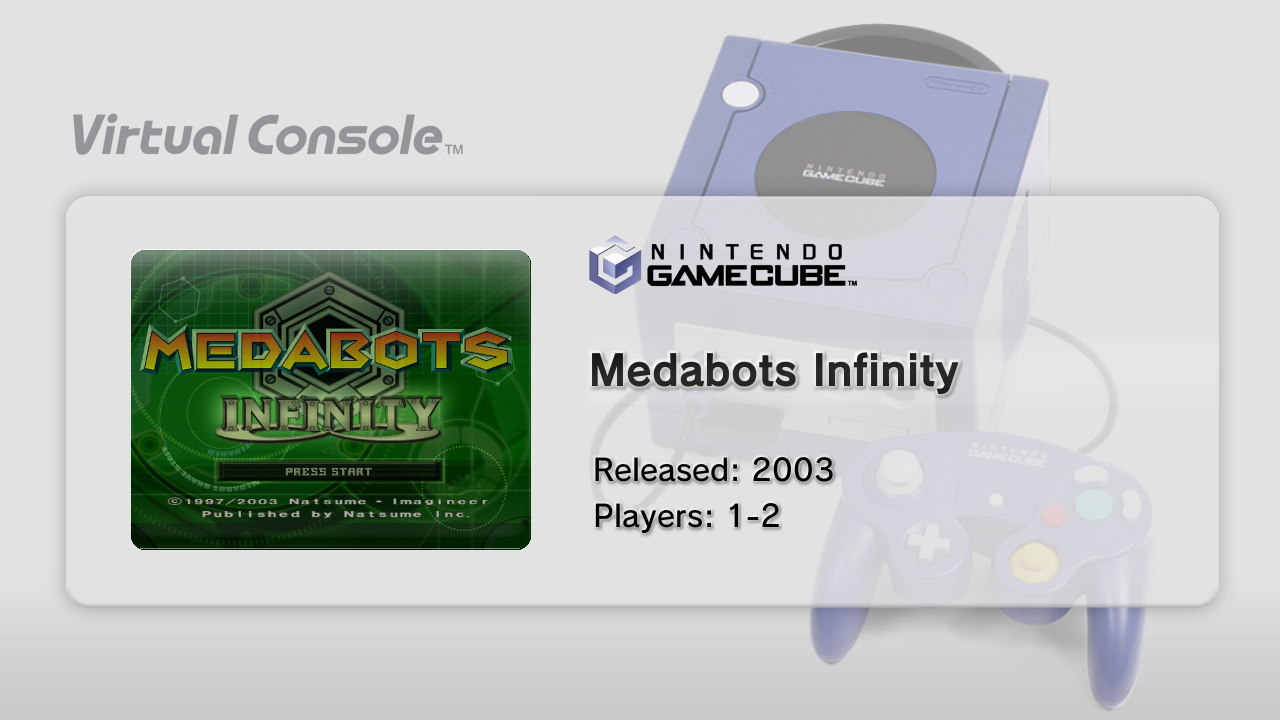 Virtual Console™
Nintendo
NINTENDO
GAMECUBE
NINTENDO
GAMECUBE™
MEDABOTS
INFINITY
PRESS START
©1997/2003 Natsume - Imagineer
Published by Natsume Inc.
Medabots Infinity
Released: 2003
Players: 1-2
NINTENDO
GAMECUBE